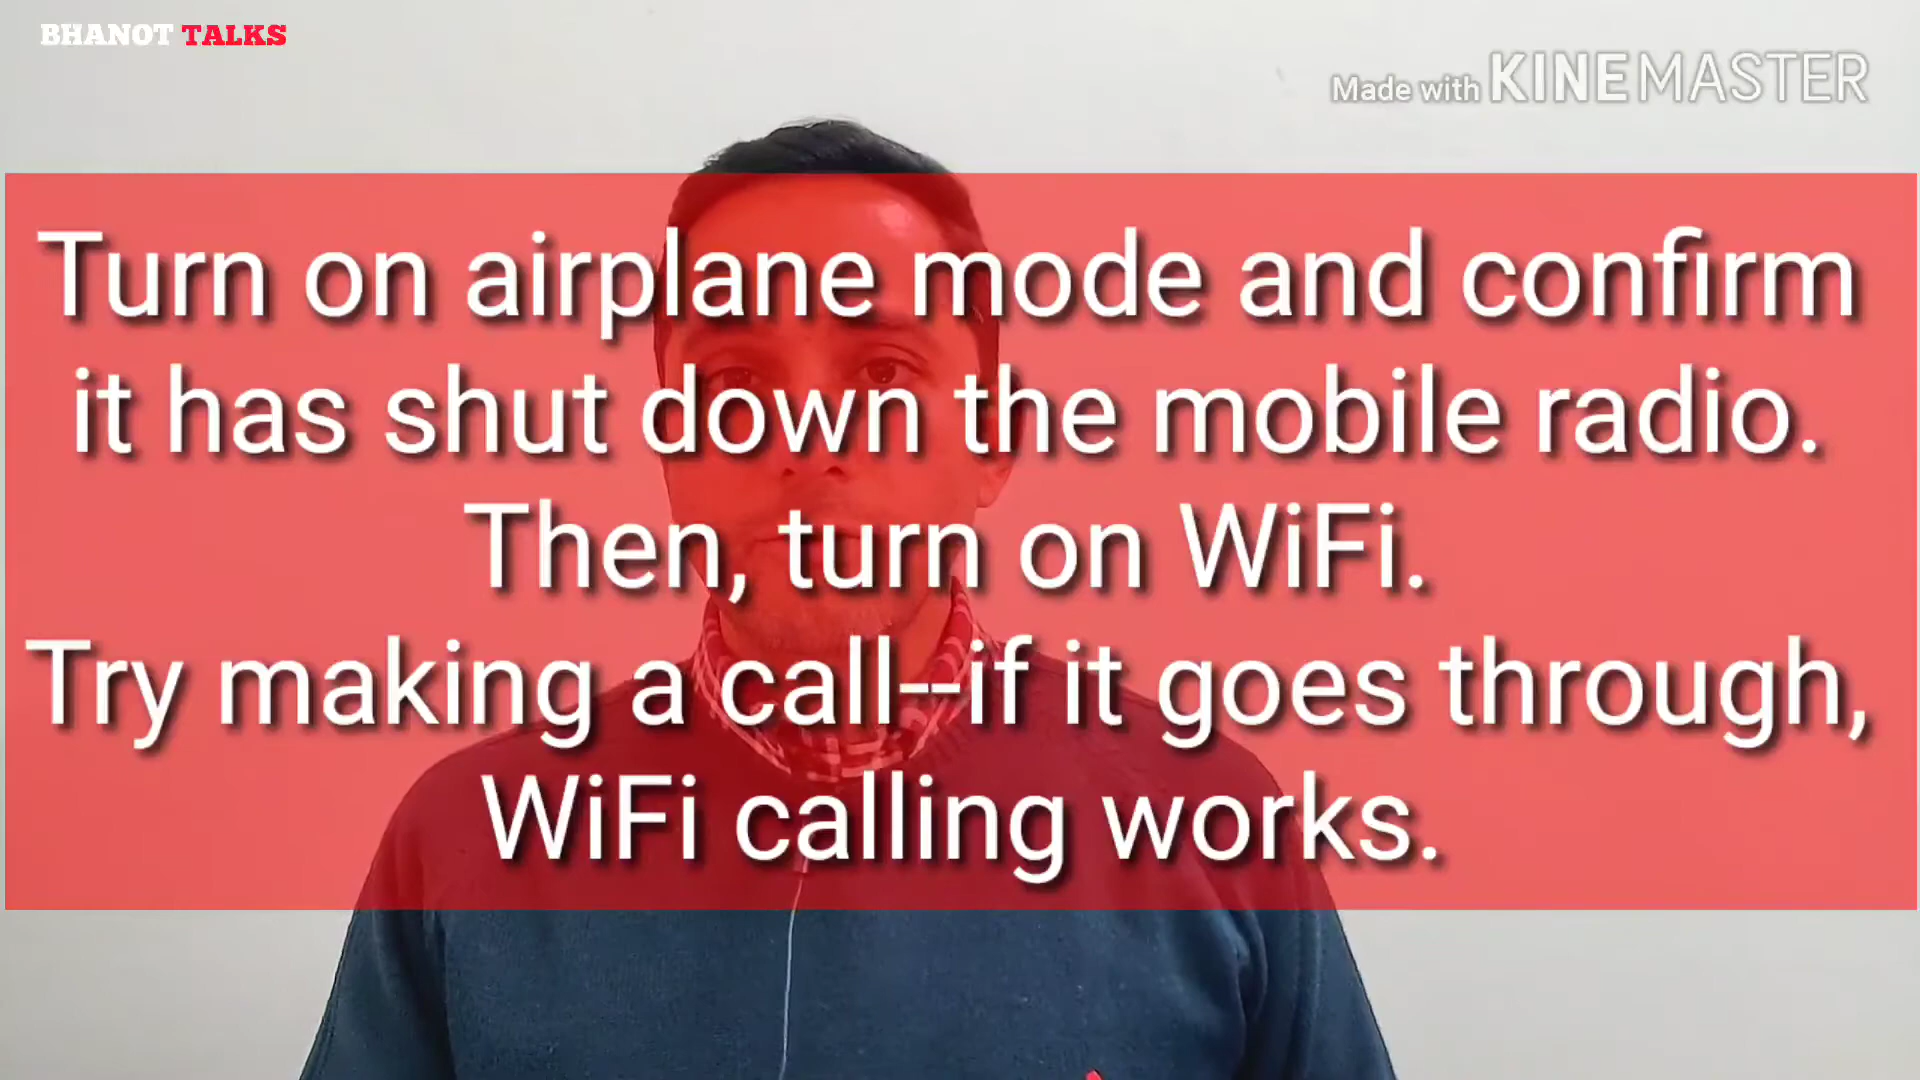 BHANOT TALKS
Made with KINEMASTER
Turn on airplane mode and confirm
it has shut down the mobile radio.
Then, turn on WiFi.
Try making a call--if it goes through,
WiFi calling works.